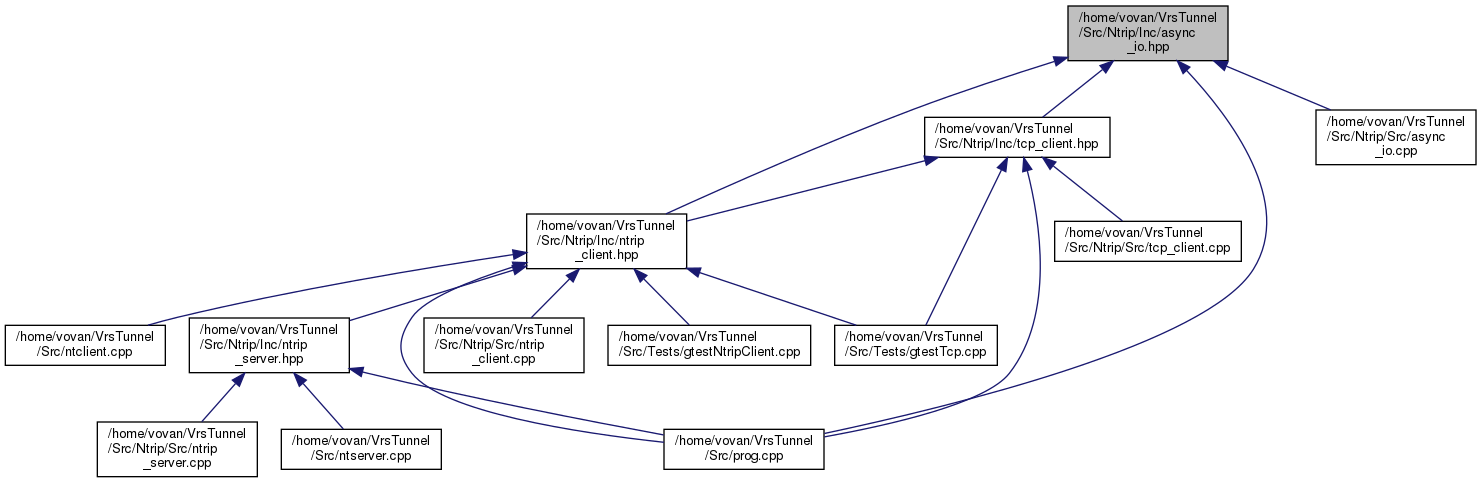 /home/vovan/VrsTunnel
/Src/Ntrip/Inc/async
_io.hpp
/home/vovan/VrsTunnel
/Src/Ntrip/Inc/tcp_client.hpp
/home/vovan/VrsTunnel
/Src/Ntrip/Src/async
_io.cpp
/home/vovan/VrsTunnel
/Src/Ntrip/Inc/ntrip
_client.hpp
/home/vovan/VrsTunnel
/Src/Ntrip/Src/tcp_client.cpp
/home/vovan/VrsTunnel
/Src/ntclient.cpp
/home/vovan/VrsTunnel
/Src/Ntrip/Inc/ntrip
_server.hpp
/home/vovan/VrsTunnel
/Src/Ntrip/Src/ntrip
_client.cpp
/home/vovan/VrsTunnel
/Src/Tests/gtestNtripClient.cpp
/home/vovan/VrsTunnel
/Src/Tests/gtestTcp.cpp
/home/vovan/VrsTunnel
/Src/Ntrip/Src/ntrip
_server.cpp
/home/vovan/VrsTunnel
/Src/ntserver.cpp
/home/vovan/VrsTunnel
/Src/prog.cpp